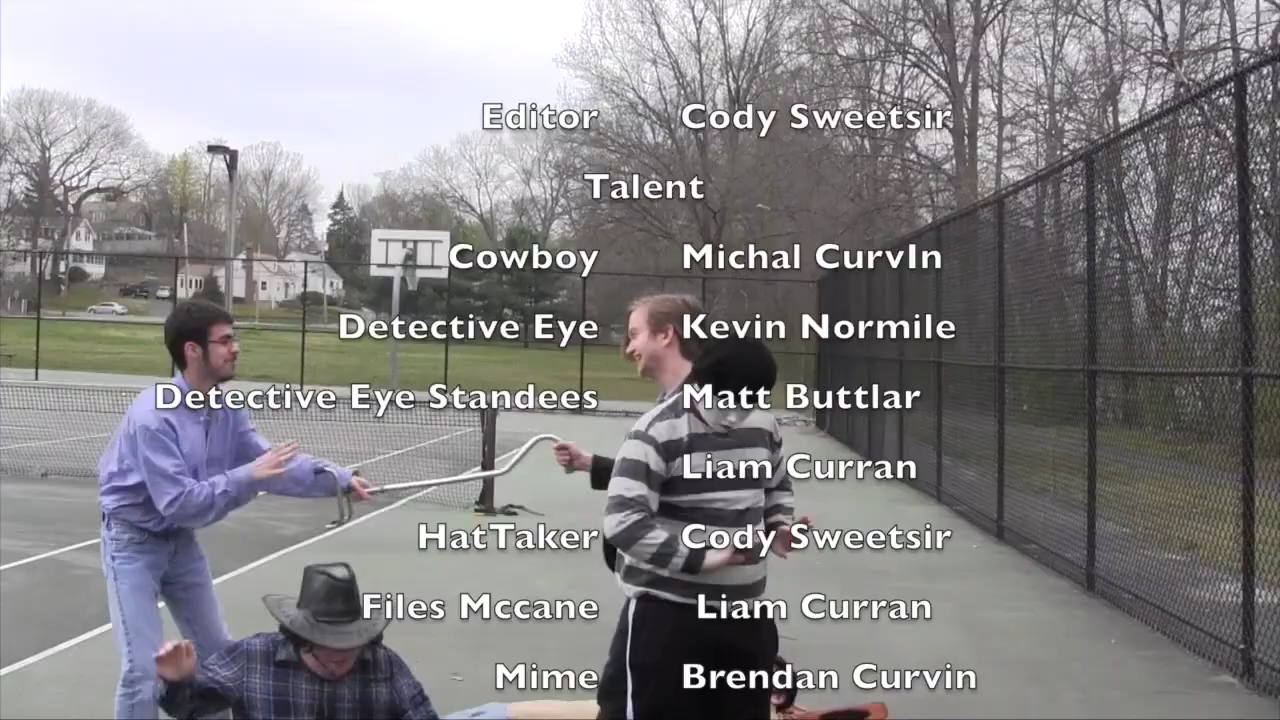 Editor Cody Sweetsir
Talent
Cowboy Michal CurvIn
Detective Eye Kevin Normile
Detective Eye Standees Matt Buttlar
Liam Curran
HatTaker Cody Sweetsir
Files Mccane Liam Curran
Mime Brendan Curvin